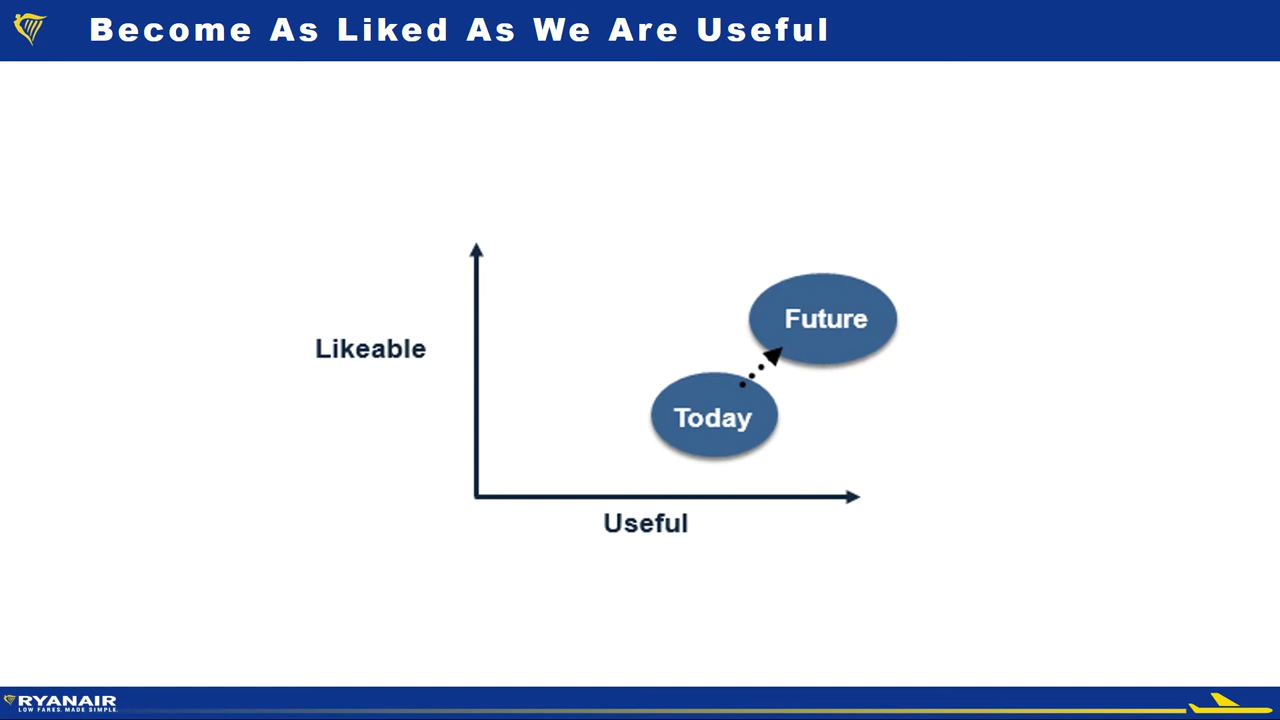 Become As Liked As We Are Useful
Future
Likeable
Today
Useful
RYANAIR
LOW FARES. MADE SIMPLE.